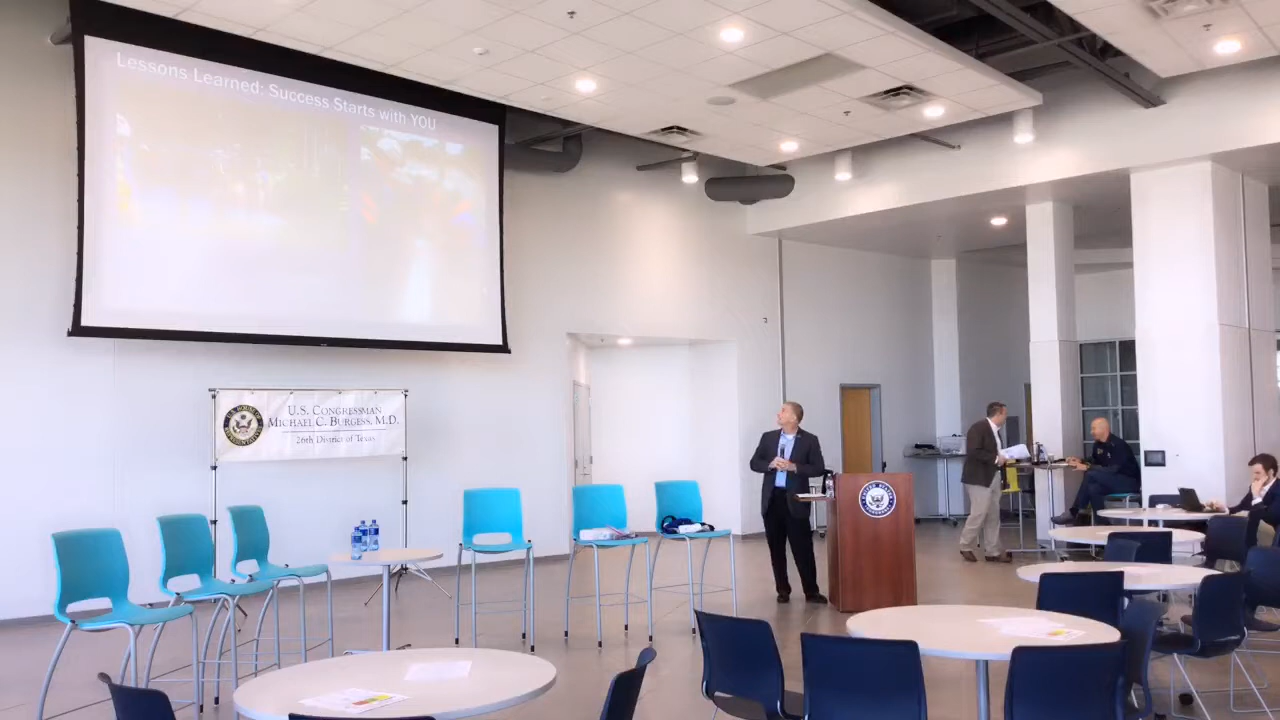 Lessons Learned: Success Starts with YOU
U.S. CONGRESSMAN
MICHAEL C. BURGESS, M.D.
26th District of Texas